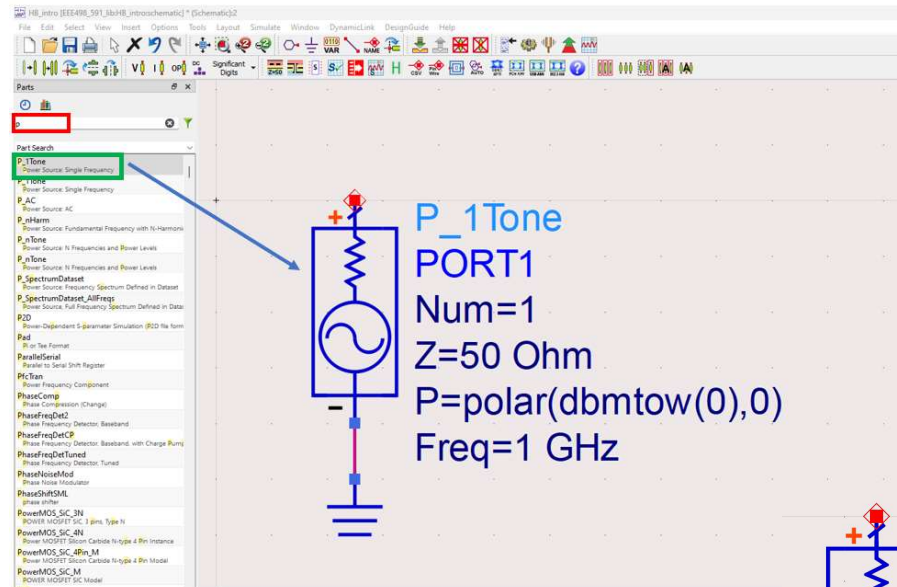 HB_intro [EEE498_591_lib:HB_intro:schematic] * (Schematic):2
File Edit Select View Insert Options Tools Layout Simulate Window DynamicLink DesignGuide Help
VAR NAME
V I OP DC Significant Digits Z=50 S CSV Pin Wire AUTO
Parts
p
Part Search
P_1Tone
Power Source: Single Frequency
P_1Tone
Power Source: Single Frequency
P_AC
Power Source: AC
P_nHarm
Power Source: Fundamental Frequency with N-Harmonic
P_nTone
Power Source: N Frequencies and Power Levels
P_nTone
Power Source: N Frequencies and Power Levels
P_SpectrumDataset
Power Source: Frequency Spectrum Defined in Dataset
P_SpectrumDataset_AllFreqs
Power Source, Full Frequency Spectrum Defined in Datas
P2D
Power-Dependant S-parameter Simulation (P2D file form
Pad
Pi or Tee Format
ParallelSerial
Parallel to Serial Shift Register
PfcTran
Power Frequency Component
PhaseComp
Phase Compression (Change)
PhaseFreqDet2
Phase Frequency Detector, Baseband
PhaseFreqDetCP
Phase Frequency Detector, Baseband, with Charge Pump
PhaseFreqDetTuned
Phase Frequency Detector, Tuned
PhaseNoiseMod
Phase Noise Modulator
PhaseShiftSML
phase shifter
PowerMOS_SiC_3N
POWER MOSFET SIC, 3 pins, Type N
PowerMOS_SiC_4N
Power MOSFET Silicon Carbide N-type 4 Pin Instance
PowerMOS_SiC_4Pin_M
Power MOSFET Silicon Carbide N-type 4 Pin Model
PowerMOS_SiC_M
POWER MOSFET SIC Model
P_1Tone
PORT1
Num=1
Z=50 Ohm
P=polar(dbmtow(0),0)
Freq=1 GHz